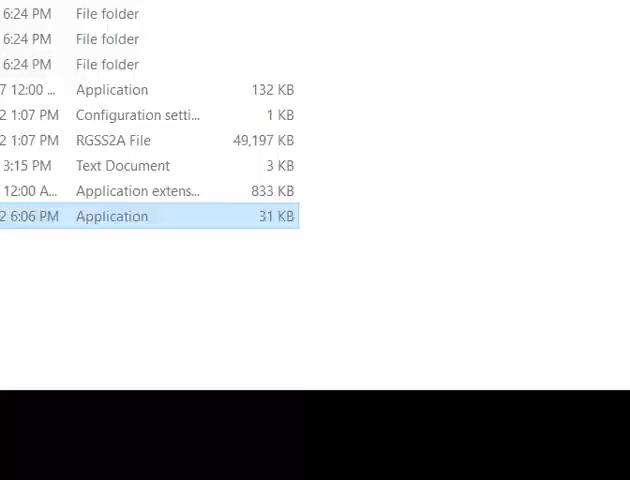 6:24 PM File folder
6:24 PM File folder
6:24 PM File folder
7 12:00 ... Application 132 KB
2 1:07 PM Configuration setti... 1 KB
2 1:07 PM RGSS2A File 49,197 KB
3:15 PM Text Document 3 KB
12:00 A... Application extens... 833 KB
2 6:06 PM Application 31 KB